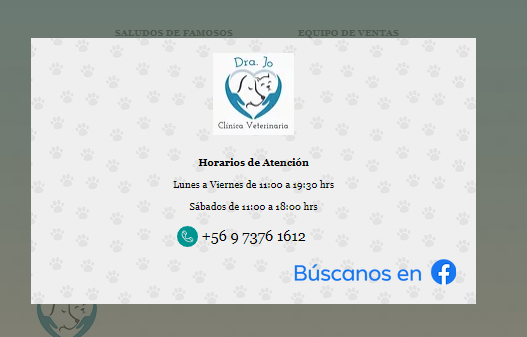 SALUDOS DE FAMOSOS
EQUIPO DE VENTAS
Dra. Jo
Clínica Veterinaria
Horarios de Atención
Lunes a Viernes de 11:00 a 19:30 hrs
Sábados de 11:00 a 18:00 hrs
+56 9 7376 1612
Búscanos en